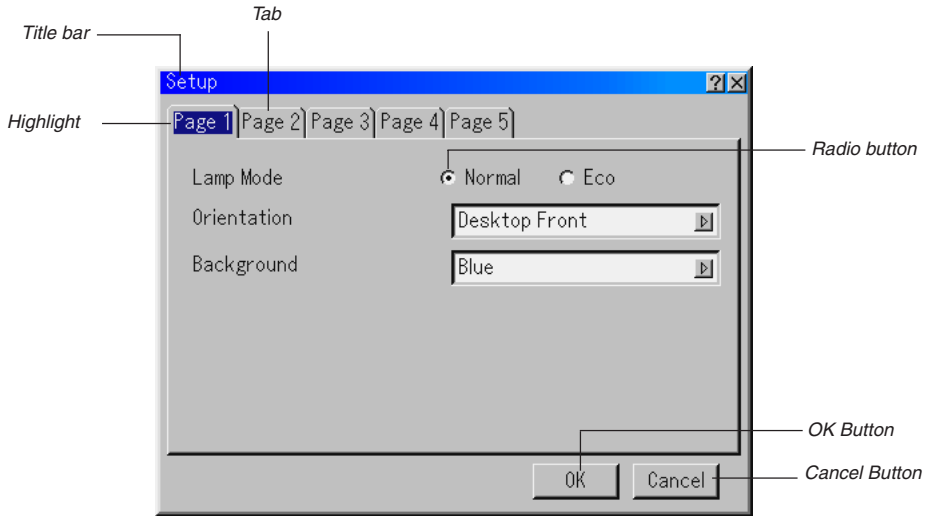 Tab
Title bar
Setup ? ×
Highlight
Page 1 Page 2 Page 3 Page 4 Page 5
Radio button
Lamp Mode Normal Eco
Orientation Desktop Front
Background Blue
OK Button
OK Cancel
Cancel Button